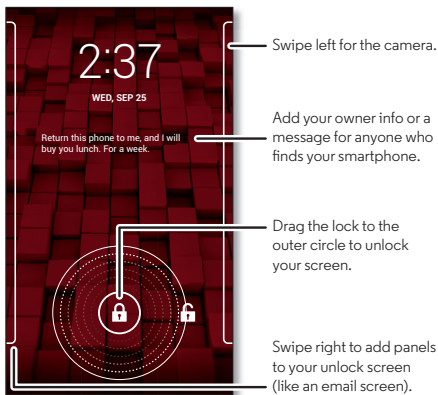 2:37
WED, SEP 25
Return this phone to me, and I will
buy you lunch. For a week.
Swipe left for the camera.
Add your owner info or a
message for anyone who
finds your smartphone.
Drag the lock to the
outer circle to unlock
your screen.
Swipe right to add panels
to your unlock screen
(like an email screen).